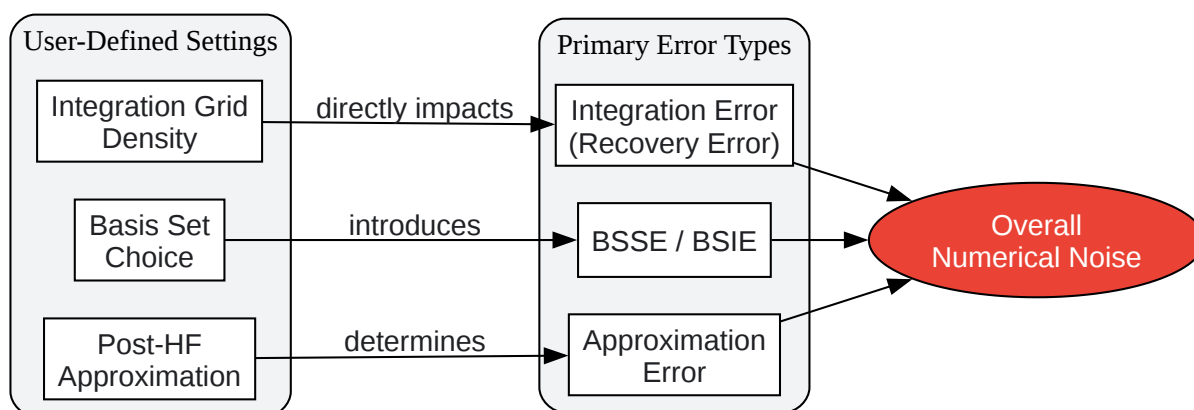 User-Defined Settings
Integration Grid
Density
Basis Set
Choice
Post-HF
Approximation
directly impacts
introduces
determines
Primary Error Types
Integration Error
(Recovery Error)
BSSE / BSIE
Approximation
Error
Overall
Numerical Noise